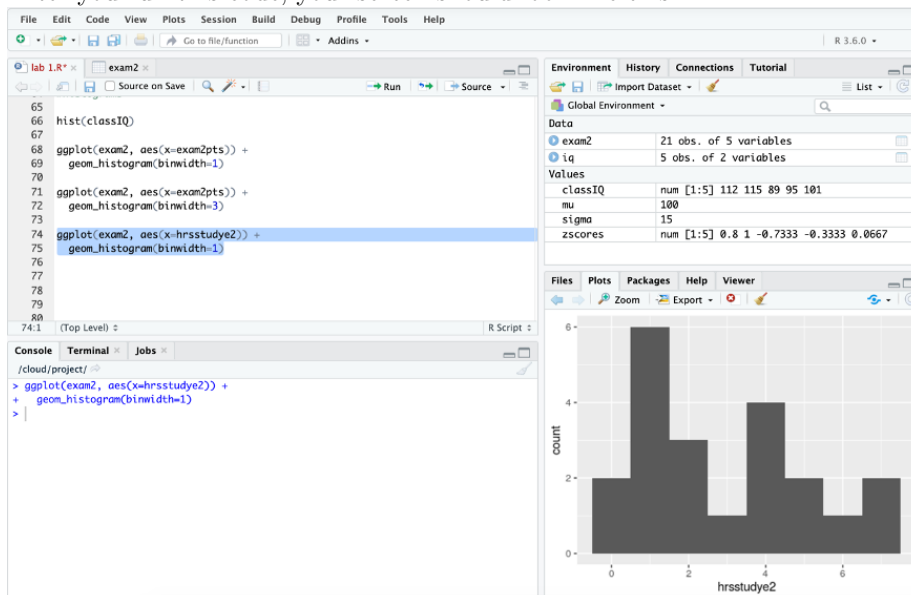 File Edit Code View Plots Session Build Debug Profile Tools Help
Go to file/function Addins R 3.6.0
lab 1.R* exam2
Source on Save Run Source
65
66 hist(classIQ)
67
68 ggplot(exam2, aes(x=exam2pts)) +
69 geom_histogram(binwidth=1)
70
71 ggplot(exam2, aes(x=exam2pts)) +
72 geom_histogram(binwidth=3)
73
74 ggplot(exam2, aes(x=hrsstudye2)) +
75 geom_histogram(binwidth=1)
76
77
78
79
80
74:1 (Top Level) R Script
Console Terminal Jobs
/cloud/project/
> ggplot(exam2, aes(x=hrsstudye2)) +
+ geom_histogram(binwidth=1)
>
Environment History Connections Tutorial
Import Dataset List
Global Environment
Data
exam2 21 obs. of 5 variables
iq 5 obs. of 2 variables
Values
classIQ num [1:5] 112 115 89 95 101
mu 100
sigma 15
zscores num [1:5] 0.8 1 -0.7333 -0.3333 0.0667
Files Plots Packages Help Viewer
Zoom Export
6
4
2
0
count
0 2 4 6
hrsstudye2